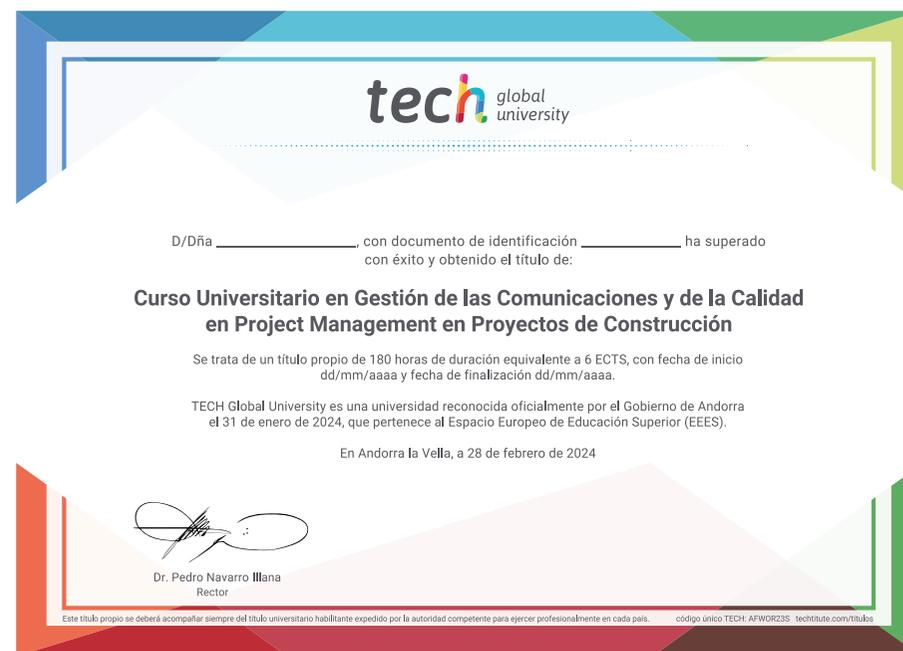 tech global
university
D/Dña ____________________, con documento de identificación ______________ ha superado
con éxito y obtenido el título de:
Curso Universitario en Gestión de las Comunicaciones y de la Calidad
en Project Management en Proyectos de Construcción
Se trata de un título propio de 180 horas de duración equivalente a 6 ECTS, con fecha de inicio
dd/mm/aaaa y fecha de finalización dd/mm/aaaa.
TECH Global University es una universidad reconocida oficialmente por el Gobierno de Andorra
el 31 de enero de 2024, que pertenece al Espacio Europeo de Educación Superior (EEES).
En Andorra la Vella, a 28 de febrero de 2024
Dr. Pedro Navarro Illana
Rector
Este título propio se deberá acompañar siempre del título universitario habilitante expedido por la autoridad competente para ejercer profesionalmente en cada país. código único TECH: AFWOR23S techtitute.com/titulos